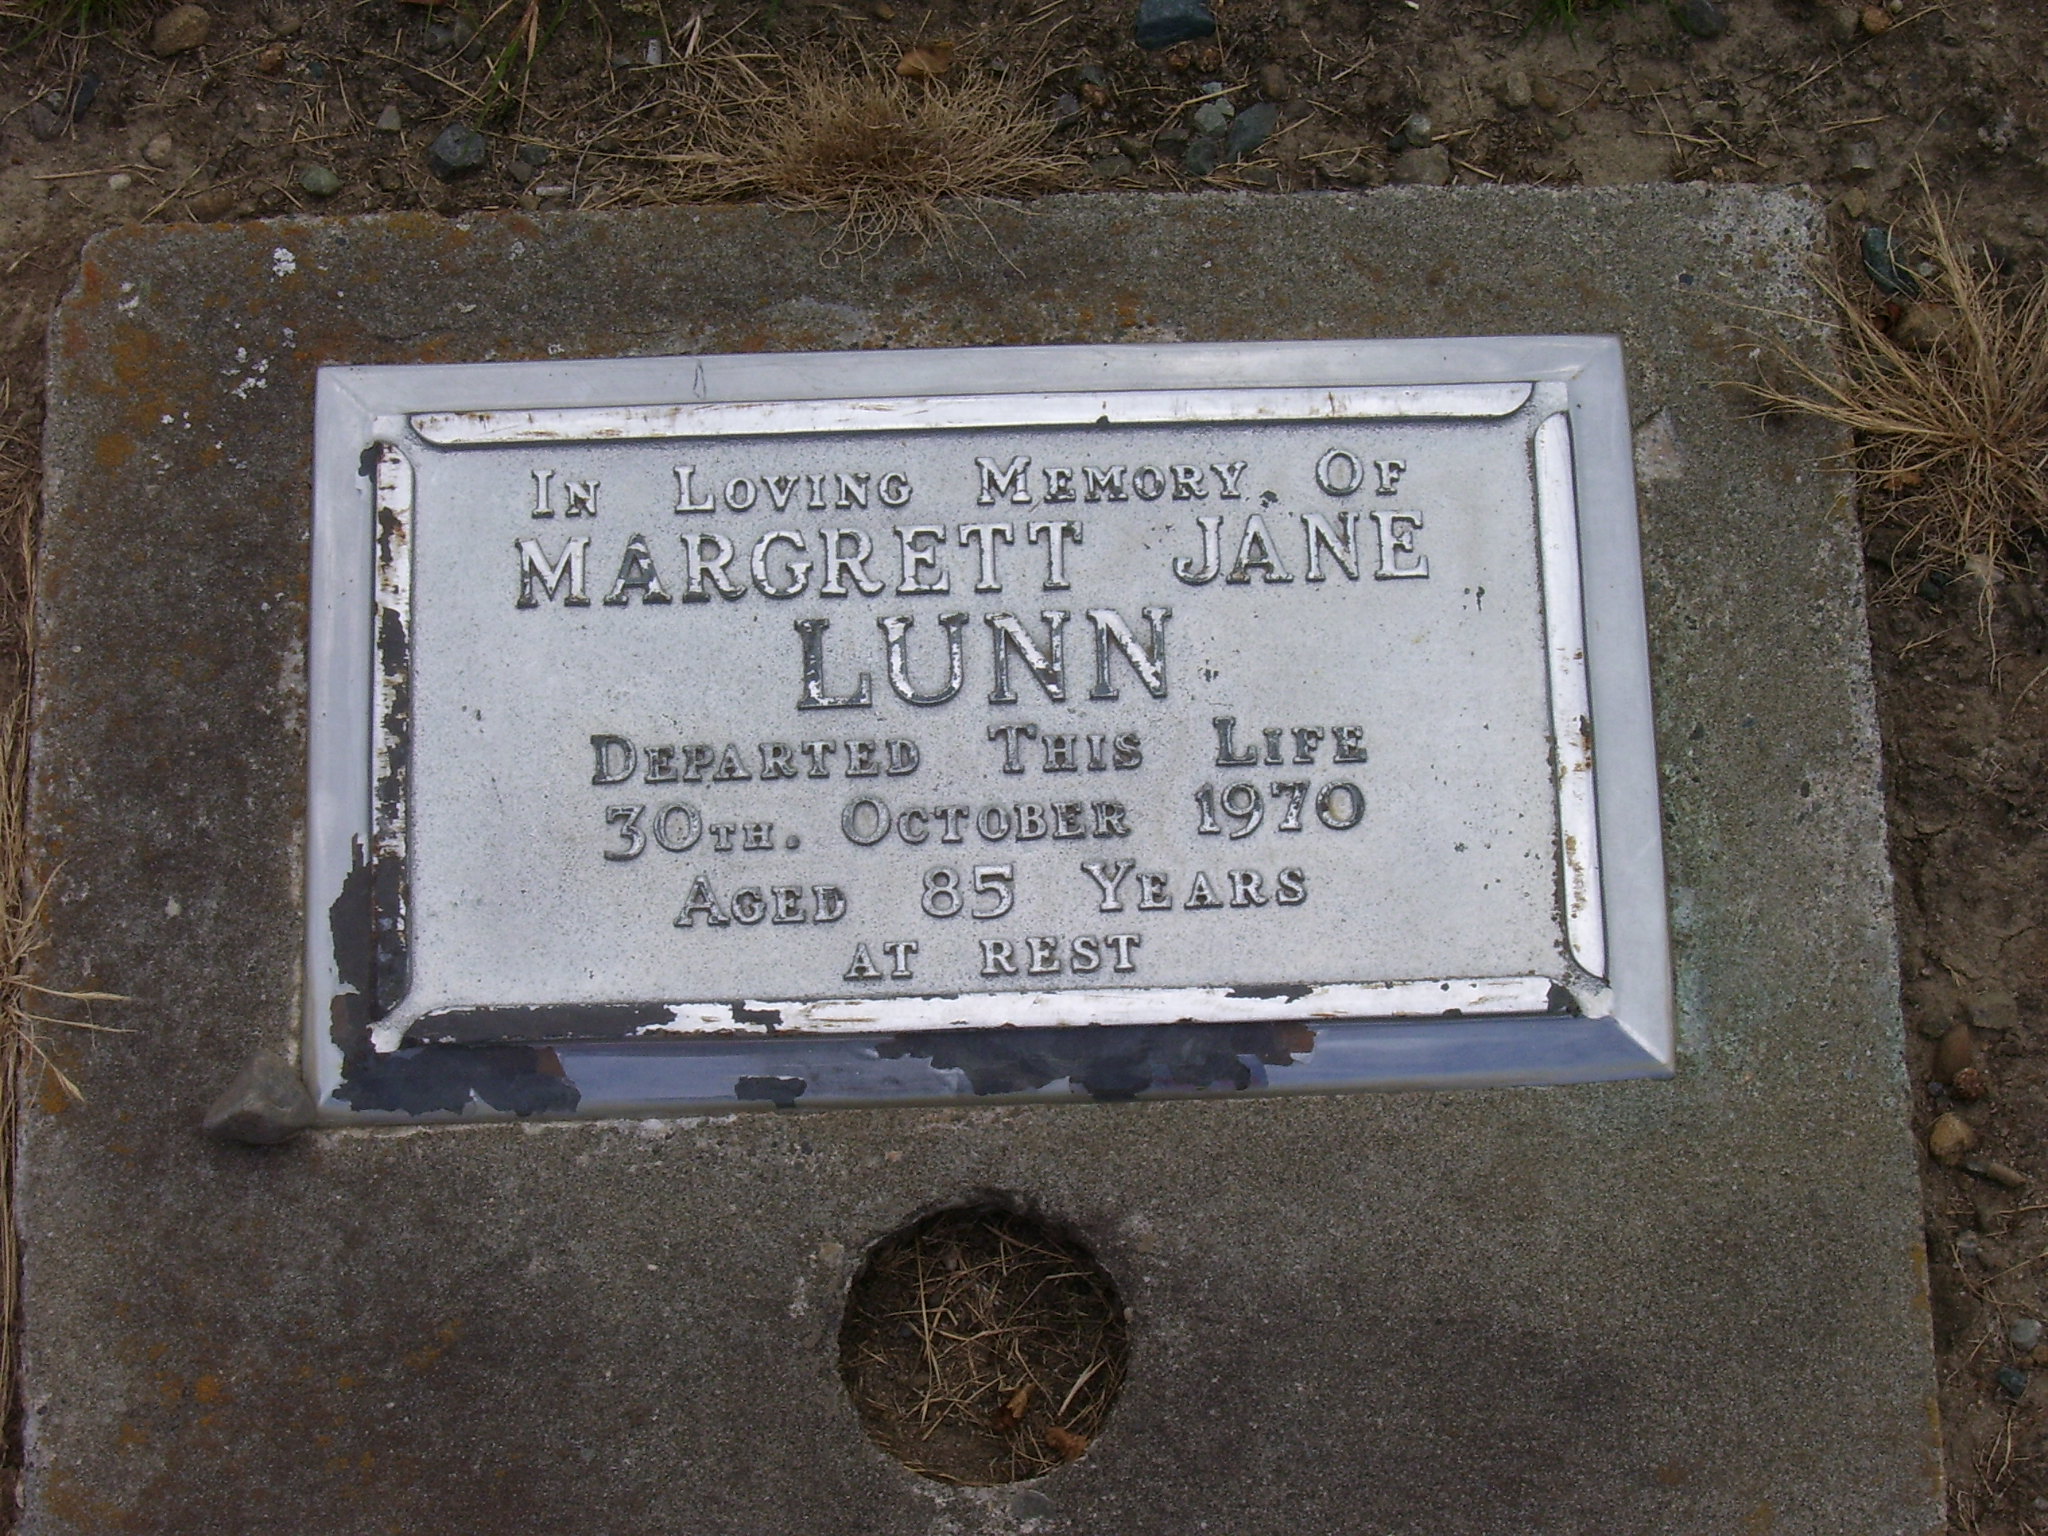 In Loving Memory Of
MARGRETT JANE
LUNN
Departed This Life
30th. October 1970
Aged 85 Years
AT REST